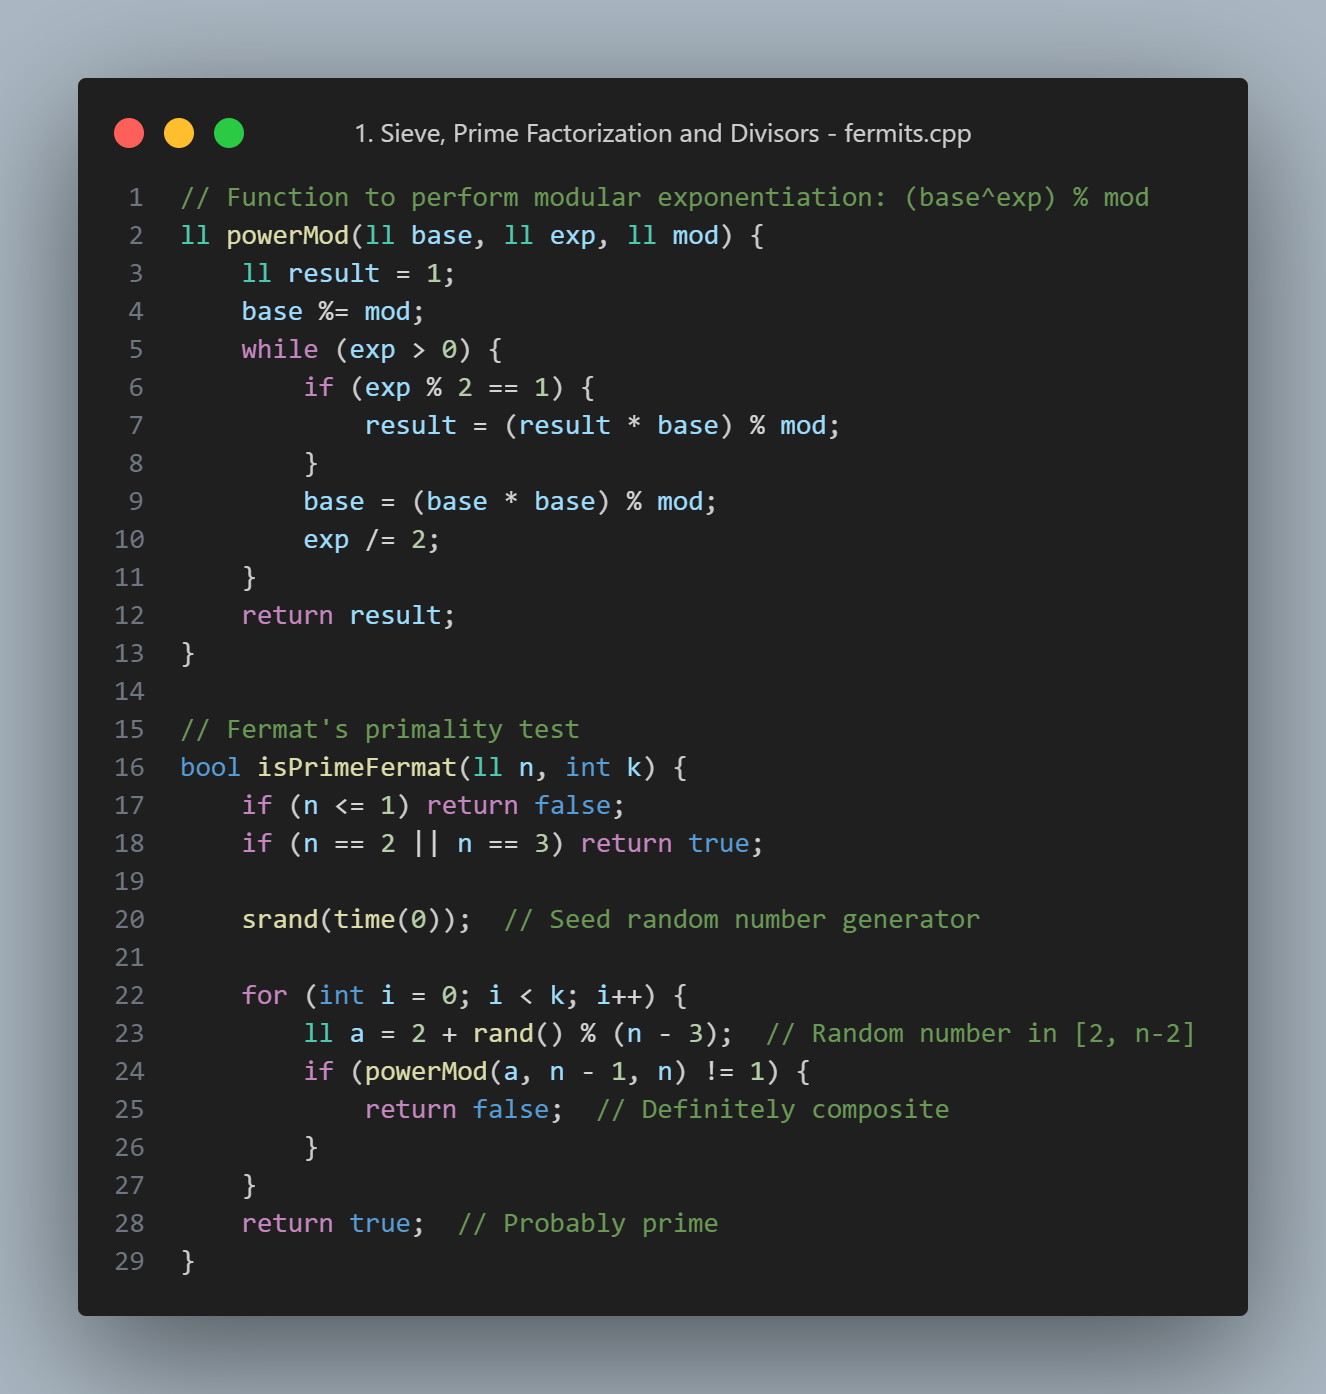 1. Sieve, Prime Factorization and Divisors - fermits.cpp
1 // Function to perform modular exponentiation: (base^exp) % mod
2 ll powerMod(ll base, ll exp, ll mod) {
3     ll result = 1;
4     base %= mod;
5     while (exp > 0) {
6         if (exp % 2 == 1) {
7             result = (result * base) % mod;
8         }
9         base = (base * base) % mod;
10         exp /= 2;
11     }
12     return result;
13 }
14
15 // Fermat's primality test
16 bool isPrimeFermat(ll n, int k) {
17     if (n <= 1) return false;
18     if (n == 2 || n == 3) return true;
19
20     srand(time(0));  // Seed random number generator
21
22     for (int i = 0; i < k; i++) {
23         ll a = 2 + rand() % (n - 3);  // Random number in [2, n-2]
24         if (powerMod(a, n - 1, n) != 1) {
25             return false;  // Definitely composite
26         }
27     }
28     return true;  // Probably prime
29 }